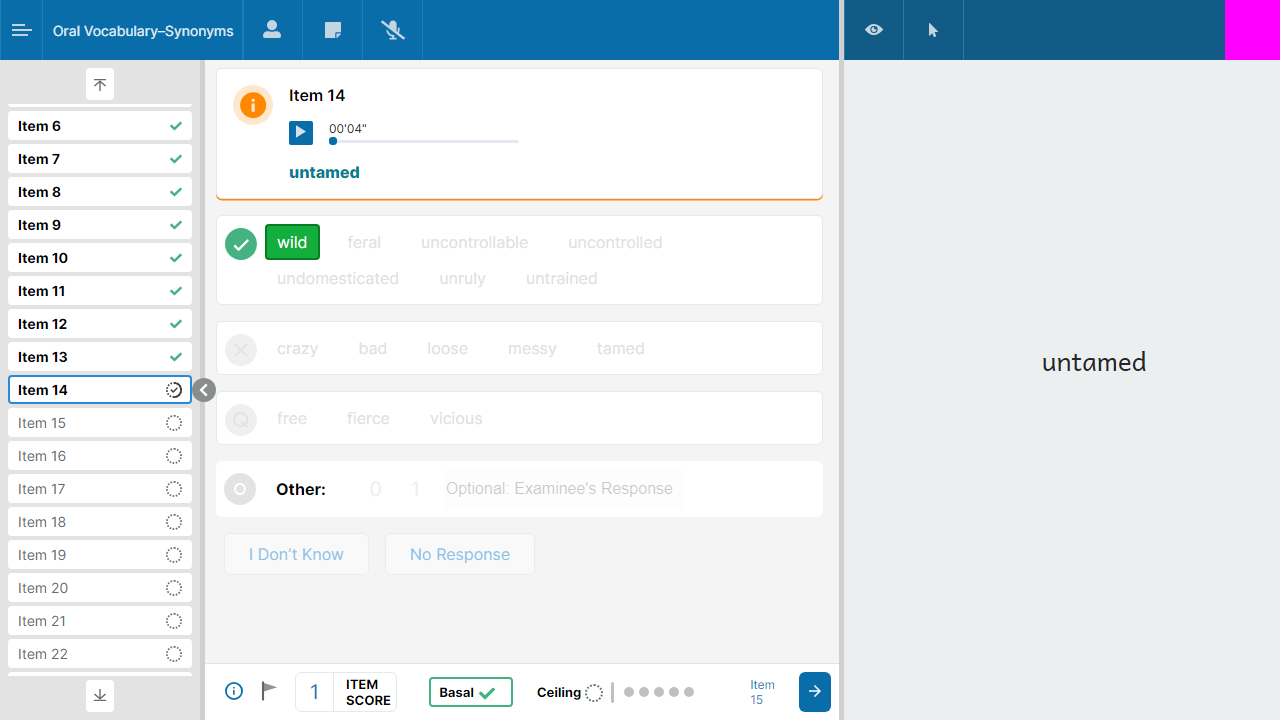 Oral Vocabulary–Synonyms
Item 6
Item 7
Item 8
Item 9
Item 10
Item 11
Item 12
Item 13
Item 14
Item 15
Item 16
Item 17
Item 18
Item 19
Item 20
Item 21
Item 22
Item 14
00'04"
untamed
wild feral uncontrollable uncontrolled
undomesticated unruly untrained
crazy bad loose messy tamed
Q free fierce vicious
Other: 0 1 Optional: Examinee's Response
I Don't Know No Response
1 ITEM SCORE
Basal
Ceiling
Item 15
untamed